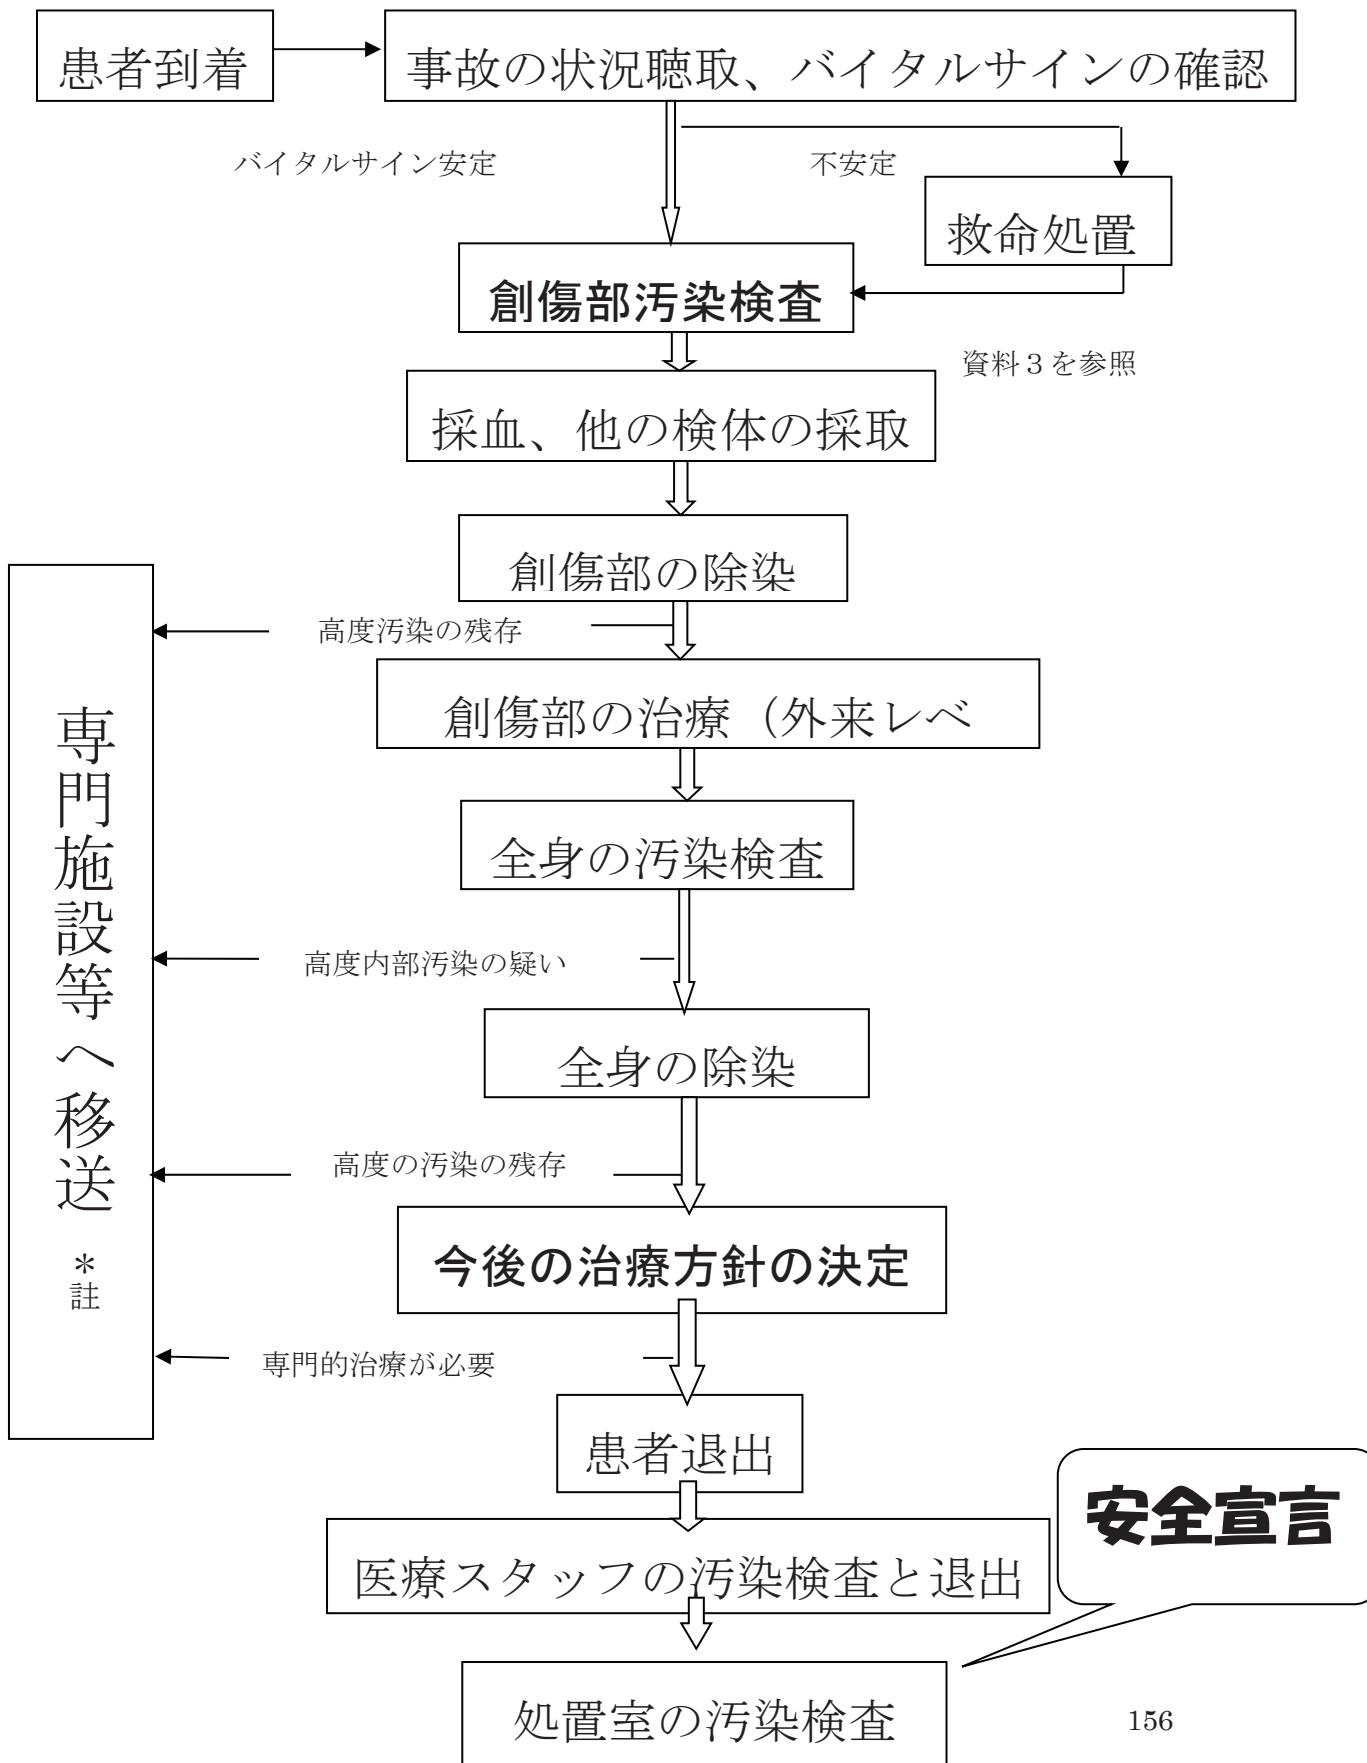 患者到着
事故の状況聴取、バイタルサインの確認
バイタルサイン安定
不安定
救命処置
創傷部汚染検査
資料３を参照
採血、他の検体の採取
創傷部の除染
高度汚染の残存
創傷部の治療（外来レベ
専門施設等へ移送 ＊註
全身の汚染検査
高度内部汚染の疑い
全身の除染
高度の汚染の残存
今後の治療方針の決定
専門的治療が必要
患者退出
安全宣言
医療スタッフの汚染検査と退出
処置室の汚染検査
156